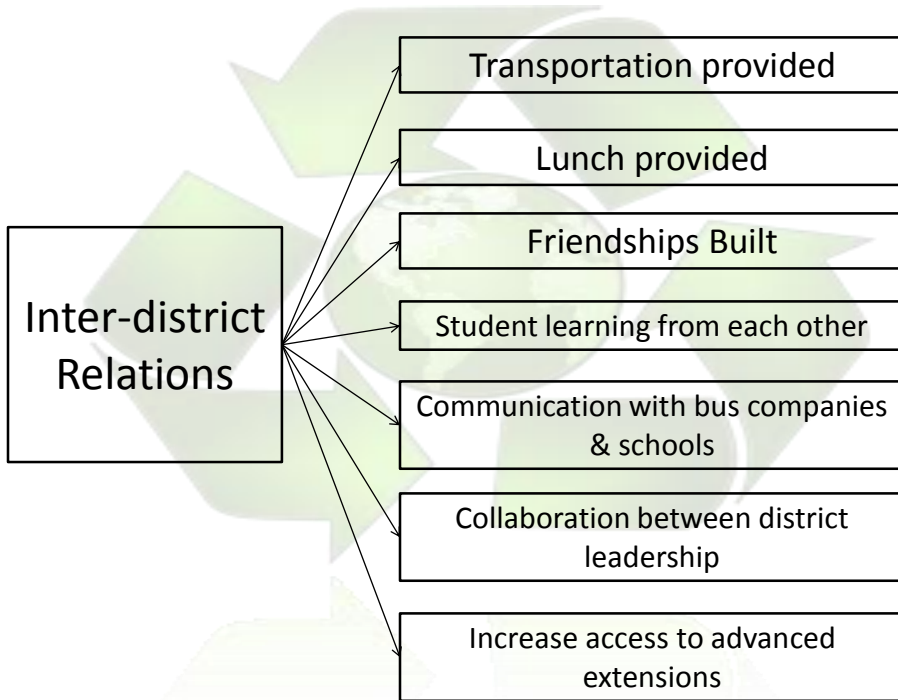 Inter-district
Relations
Transportation provided
Lunch provided
Friendships Built
Student learning from each other
Communication with bus companies
& schools
Collaboration between district
leadership
Increase access to advanced
extensions